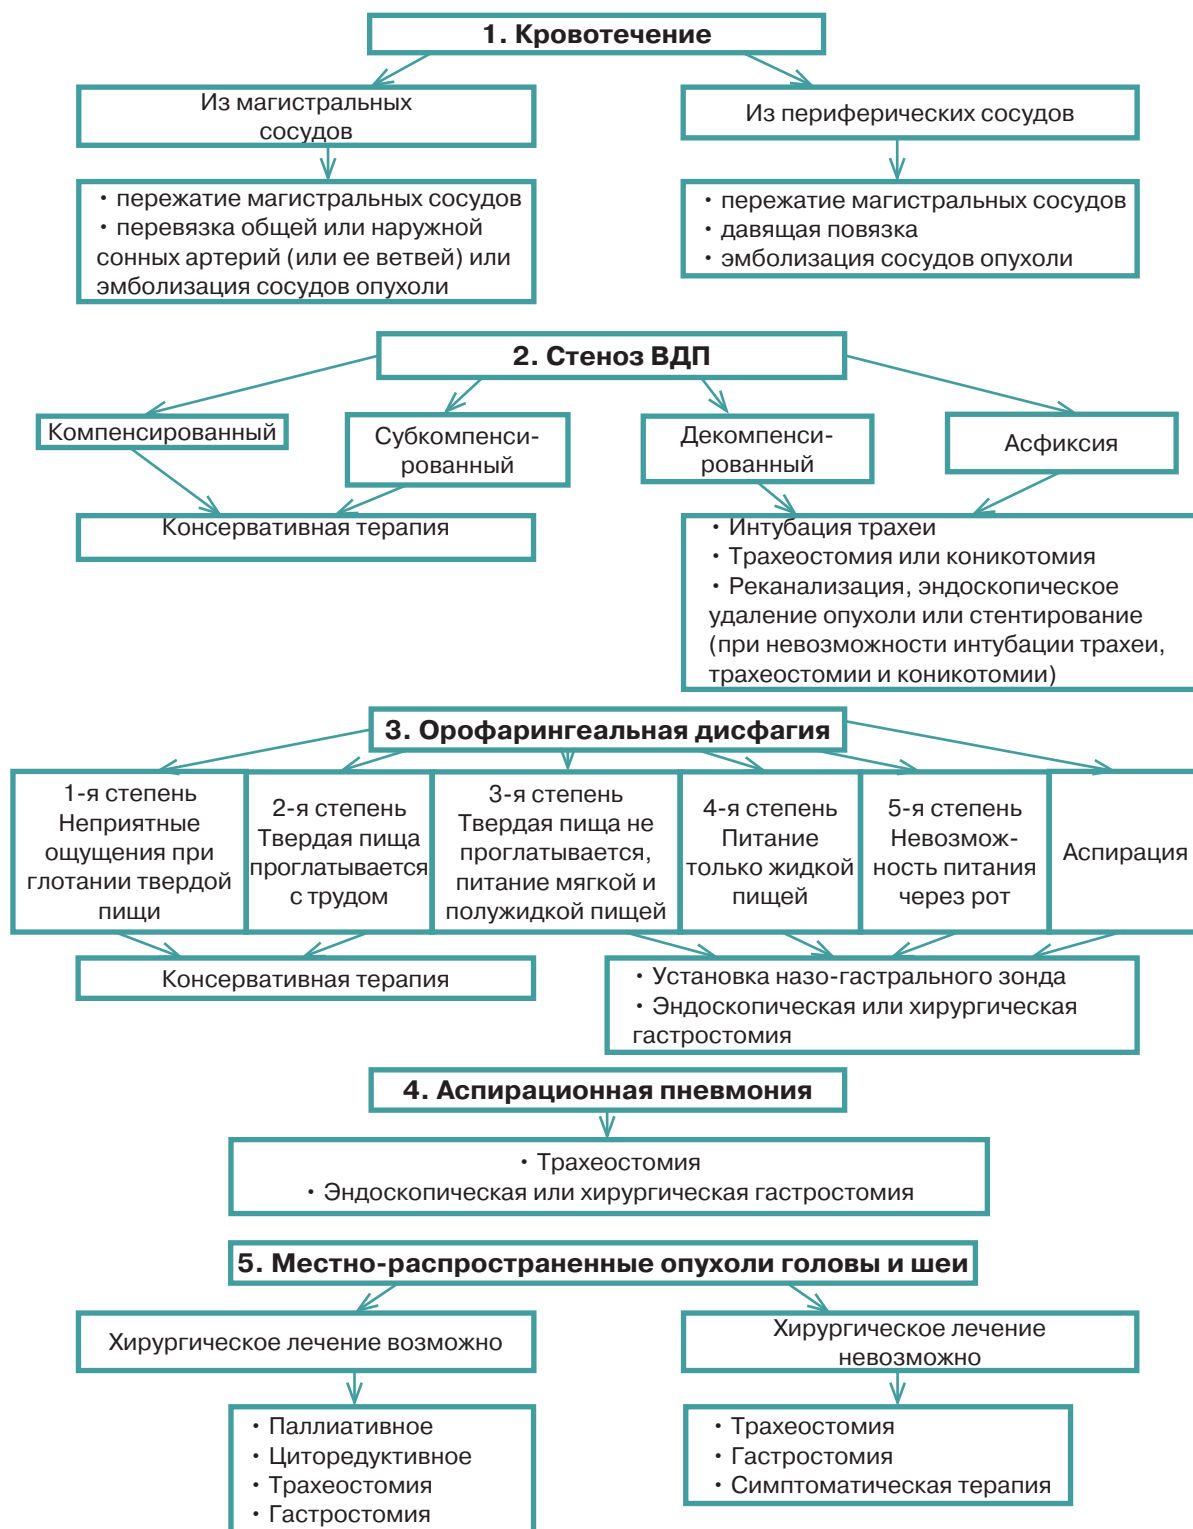 1. Кровотечение
Из магистральных
сосудов
Из периферических сосудов
• пережатие магистральных сосудов
• перевязка общей или наружной
сонных артерий (или ее ветвей) или
эмболизация сосудов опухоли
• пережатие магистральных сосудов
• давящая повязка
• эмболизация сосудов опухоли
2. Стеноз ВДП
Компенсированный
Субкомпенси-
рованный
Декомпенси-
рованный
Асфиксия
Консервативная терапия
• Интубация трахеи
• Трахеостомия или коникотомия
• Реканализация, эндоскопическое
удаление опухоли или стентирование
(при невозможности интубации трахеи,
трахеостомии и коникотомии)
3. Орофарингеальная дисфагия
1-я степень
Неприятные
ощущения при
глотании твердой
пищи
2-я степень
Твердая пища
проглатывается
с трудом
3-я степень
Твердая пища не
проглатывается,
питание мягкой и
полужидкой пищей
4-я степень
Питание
только жидкой
пищей
5-я степень
Невозмож-
ность питания
через рот
Аспирация
Консервативная терапия
• Установка назо-гастрального зонда
• Эндоскопическая или хирургическая
гастростомия
4. Аспирационная пневмония
• Трахеостомия
• Эндоскопическая или хирургическая гастростомия
5. Местно-распространенные опухоли головы и шеи
Хирургическое лечение возможно
Хирургическое лечение
невозможно
• Паллиативное
• Циторедуктивное
• Трахеостомия
• Гастростомия
• Трахеостомия
• Гастростомия
• Симптоматическая терапия